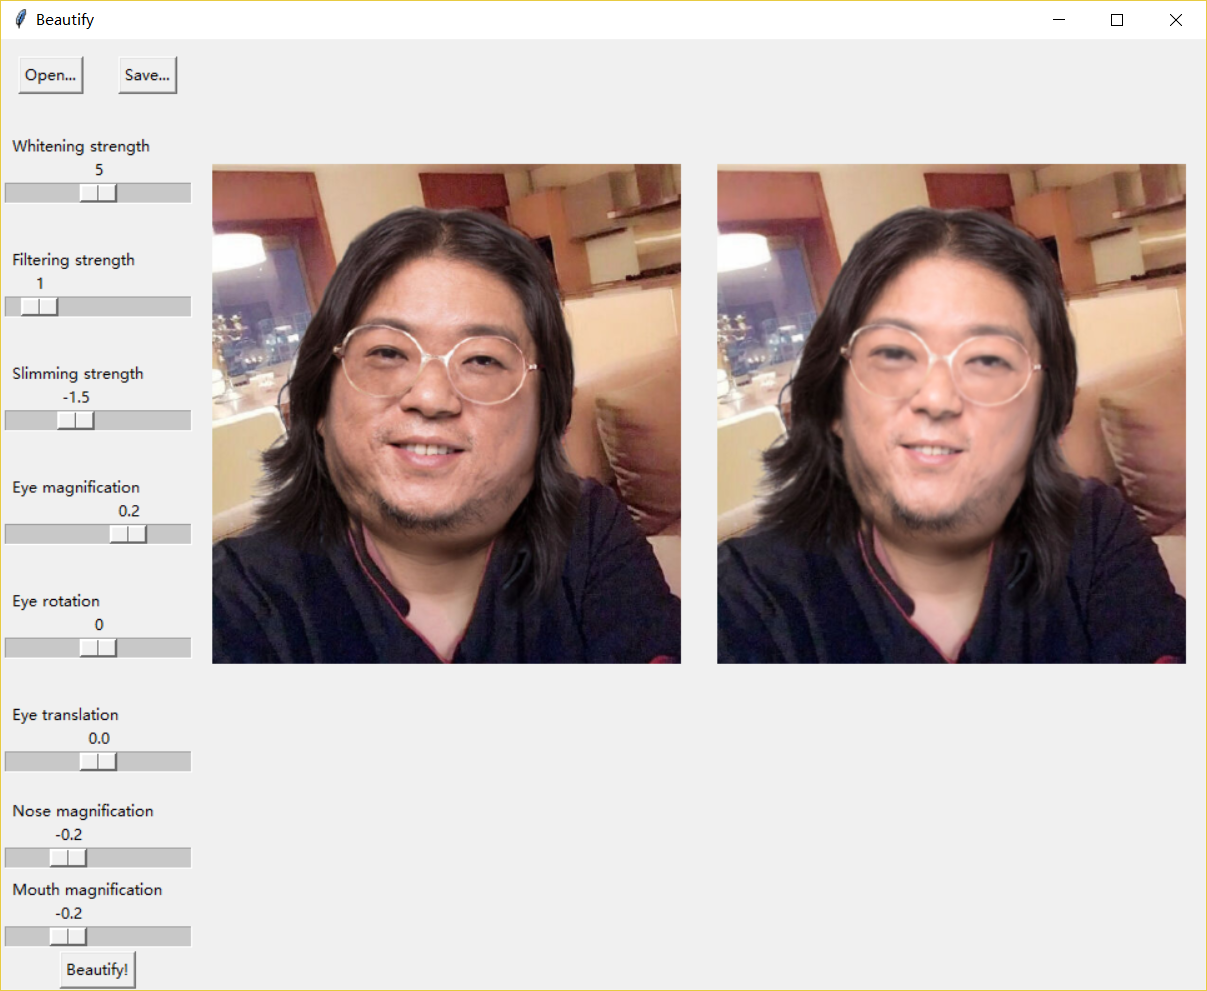 Beautify
Open... Save...
Whitening strength
5
Filtering strength
1
Slimming strength
-1.5
Eye magnification
0.2
Eye rotation
0
Eye translation
0.0
Nose magnification
-0.2
Mouth magnification
-0.2
Beautify!